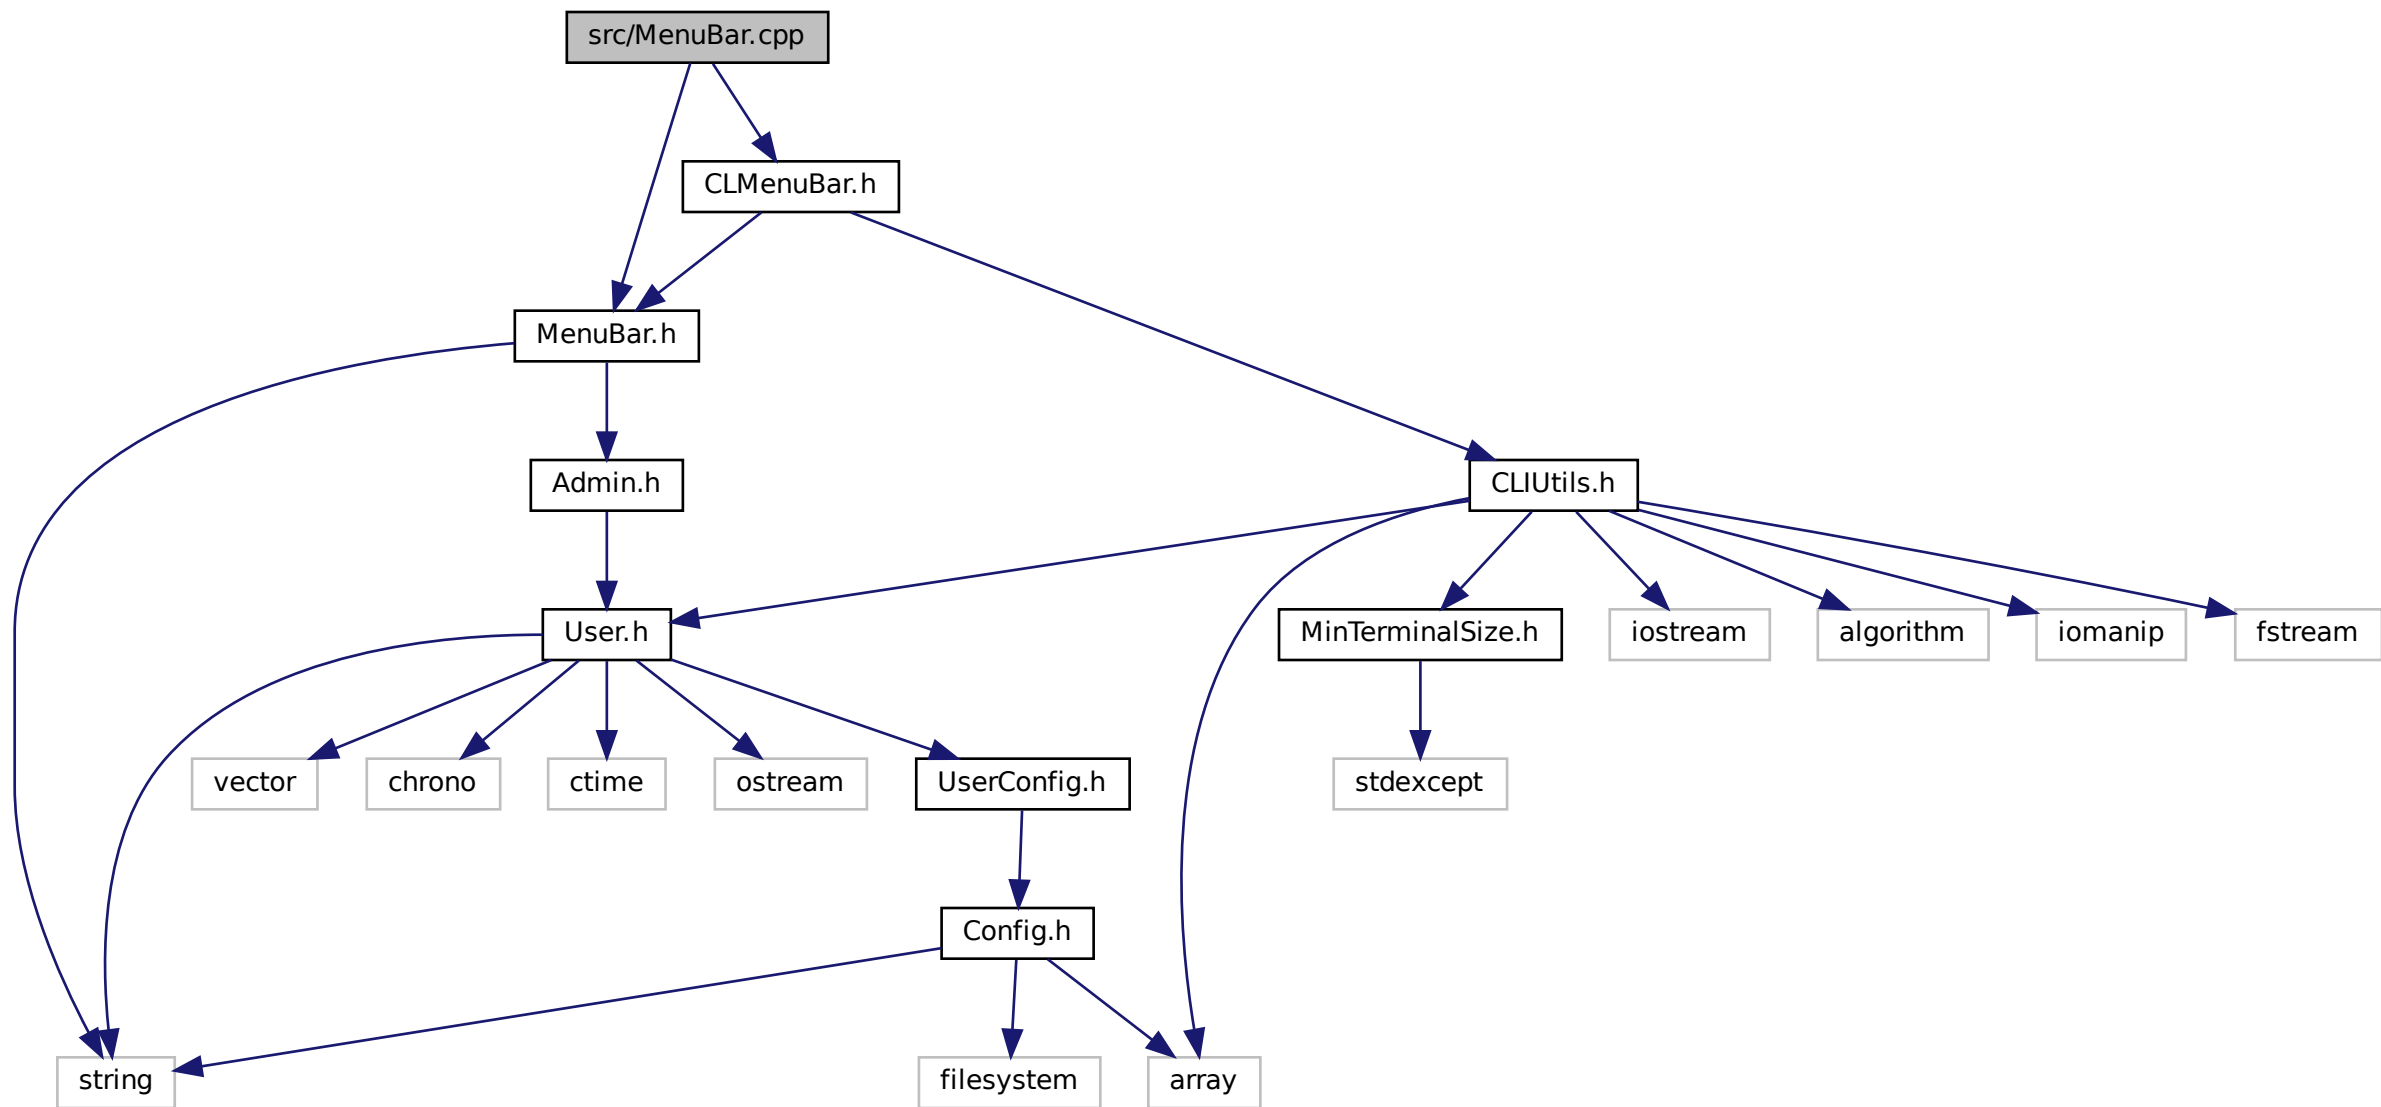 src/MenuBar.cpp
CLMenuBar.h
MenuBar.h
Admin.h
CLIUtils.h
User.h
MinTerminalSize.h
iostream
algorithm
iomanip
fstream
vector
chrono
ctime
ostream
UserConfig.h
stdexcept
Config.h
string
filesystem
array